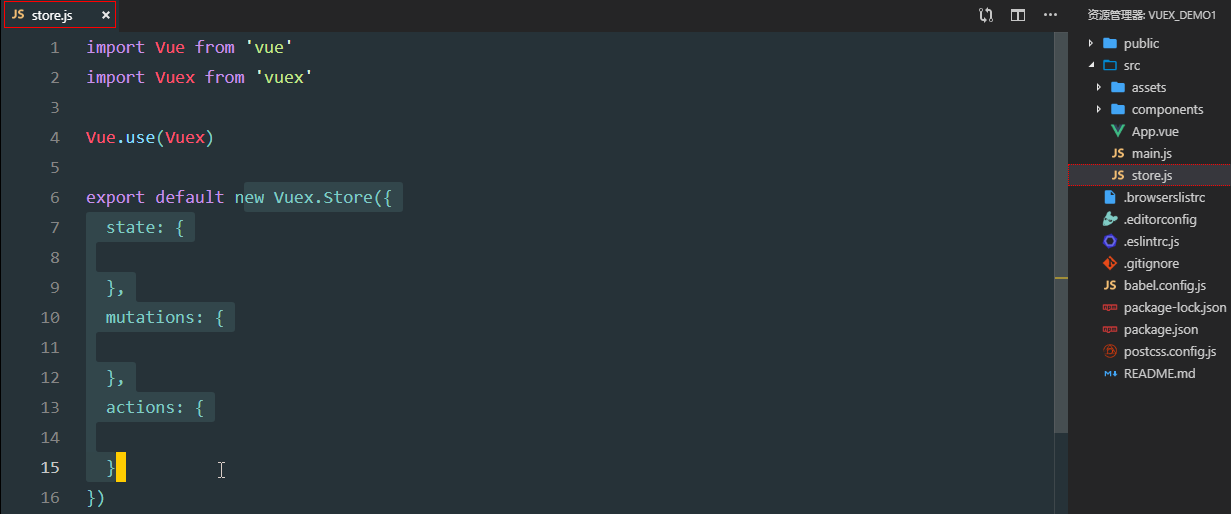 JS store.js ×
1 import Vue from 'vue'
2 import Vuex from 'vuex'
3
4 Vue.use(Vuex)
5
6 export default new Vuex.Store({
7 state: {
8
9 },
10 mutations: {
11
12 },
13 actions: {
14
15 }
16 })
资源管理器: VUEX_DEMO1
public
src
assets
components
App.vue
JS main.js
JS store.js
.browserslistrc
.editorconfig
.eslintrc.js
.gitignore
JS babel.config.js
package-lock.json
package.json
postcss.config.js
M↓ README.md